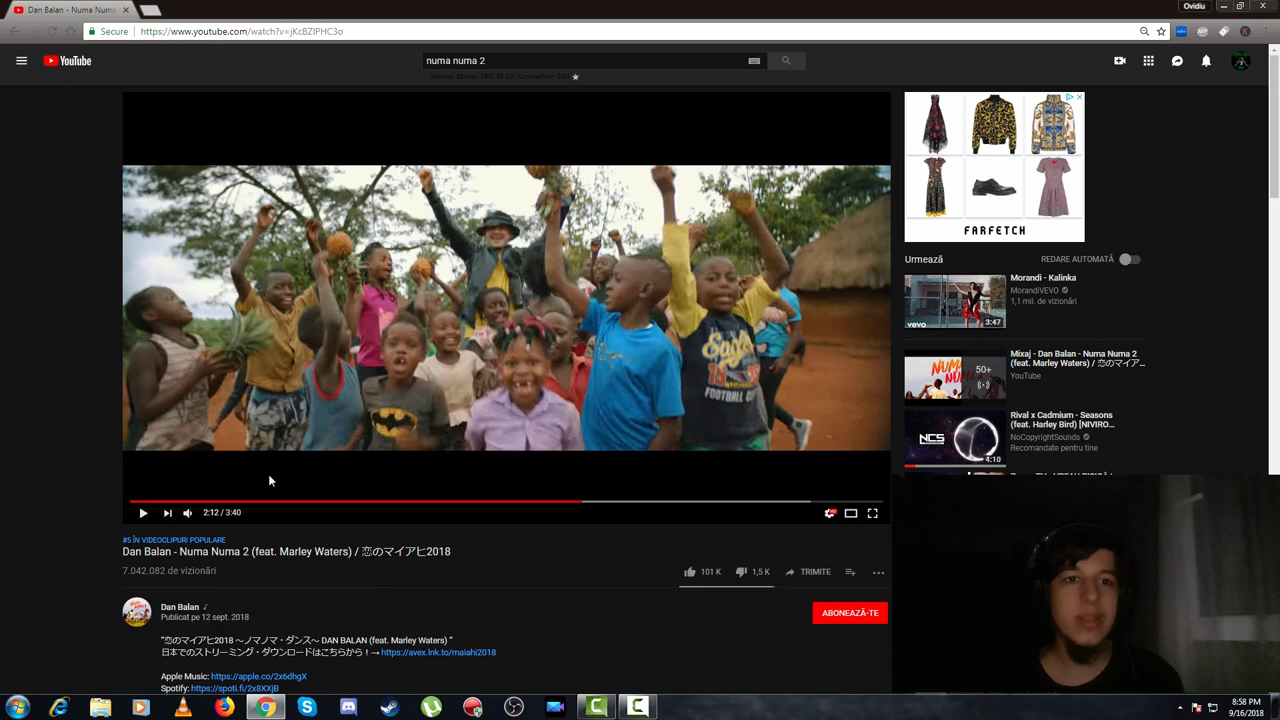 Dan Balan - Numa Numa
Ovidiu
Secure
https://www.youtube.com/watch?v=jKcBZIPHC3o
YouTube
numa numa 2
FARFETCH
Urmează
REDARE AUTOMATĂ
Morandi - Kalinka
MorandiVEVO
1,1 mil. de vizionări
vevo
3:47
Mixaj - Dan Balan - Numa Numa 2
(feat. Marley Waters) / 恋のマイア...
YouTube
NUMA
50+
Rival x Cadmium - Seasons
(feat. Harley Bird) [NIVIRO...
NoCopyrightSounds
Recomandate pentru tine
NCS
4:10
FOOTBALL
2:12 / 3:40
HD
#5 ÎN VIDEOCLIPURI POPULARE
Dan Balan - Numa Numa 2 (feat. Marley Waters) / 恋のマイアヒ2018
7.042.082 de vizionări
101 K
1,5 K
TRIMITE
Dan Balan
Publicat pe 12 sept. 2018
ABONEAZĂ-TE
"恋のマイアヒ2018 ～ノマノマ・ダンス～ DAN BALAN (feat. Marley Waters) "
日本でのストリーミング・ダウンロードはこちらから！→ https://avex.lnk.to/maiahi2018
Apple Music: https://apple.co/2x6dhgX
Spotify: https://spoti.fi/2x8XXjB
8:58 PM
9/16/2018